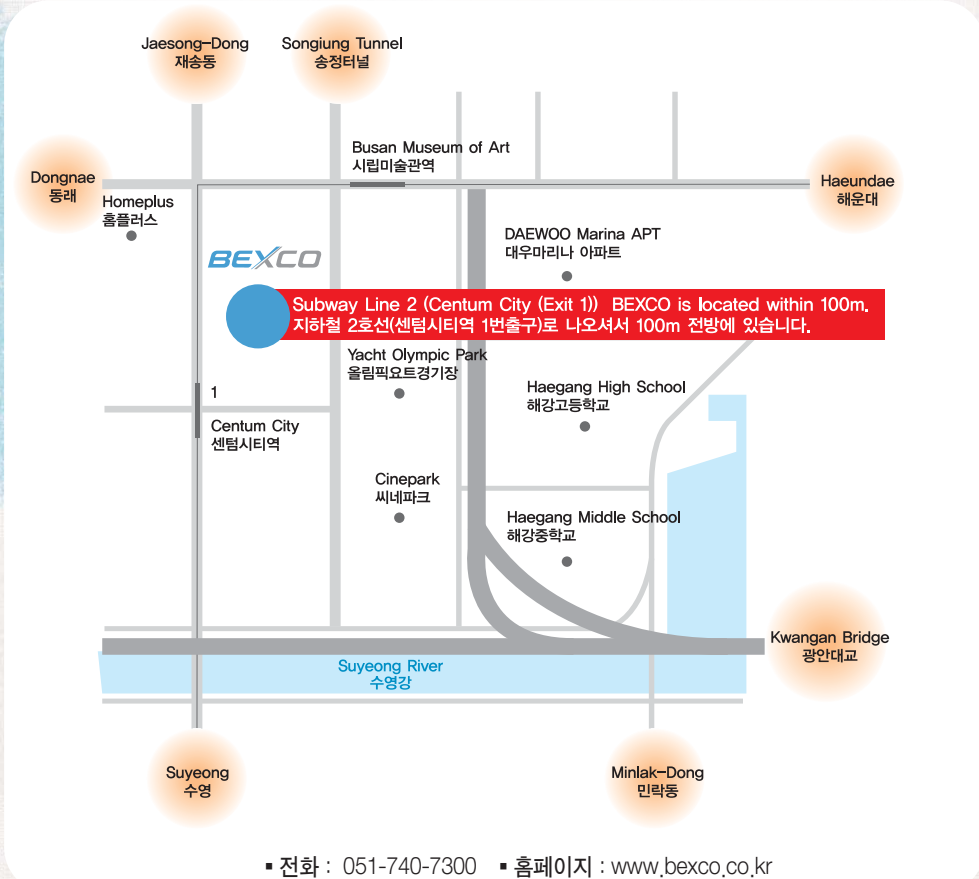 Jaesong-Dong
재송동
Songiung Tunnel
송정터널
Busan Museum of Art
시립미술관역
Dongnae
동래
Haeundae
해운대
Homeplus
홈플러스
DAEWOO Marina APT
대우마리나 아파트
BEXCO
Subway Line 2 (Centum City (Exit 1)) BEXCO is located within 100m.
지하철 2호선(센텀시티역 1번출구)로 나오셔서 100m 전방에 있습니다.
Yacht Olympic Park
올림픽요트경기장
Haegang High School
해강고등학교
1
Centum City
센텀시티역
Cinepark
씨네파크
Haegang Middle School
해강중학교
Kwangan Bridge
광안대교
Suyeong River
수영강
Suyeong
수영
Minlak-Dong
민락동
▪ 전화 : 051-740-7300 ▪ 홈페이지 : www.bexco.co.kr